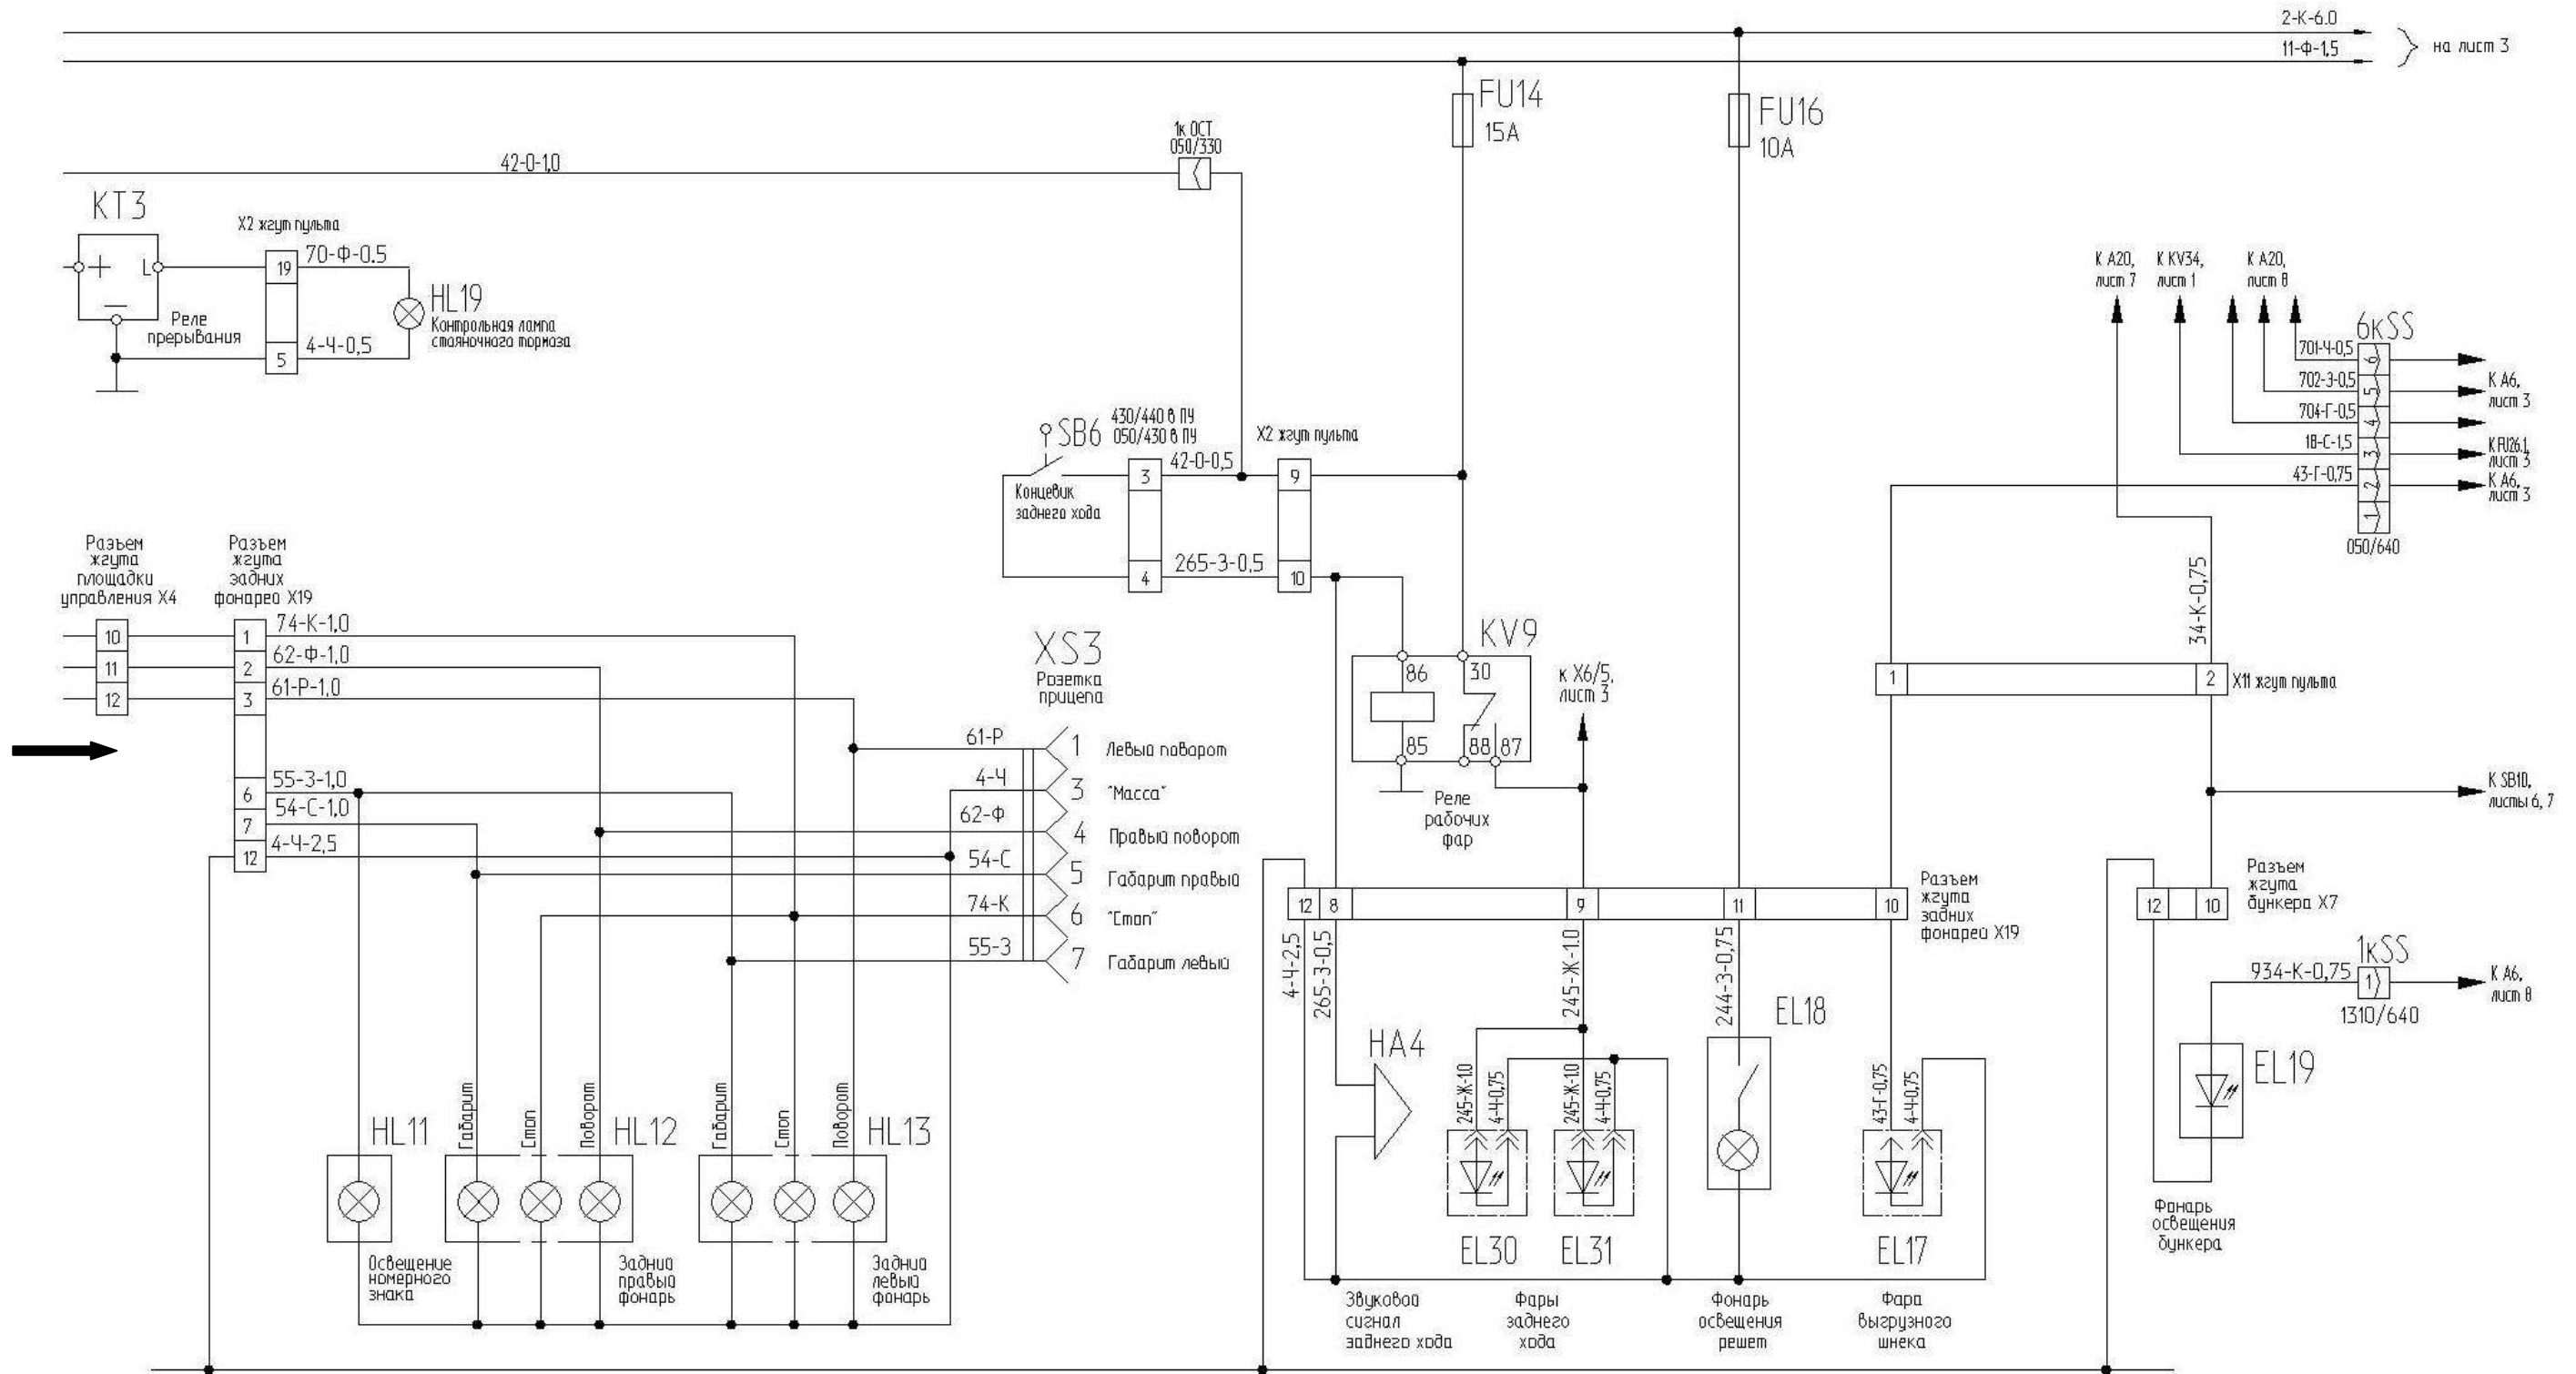 2-К-6.0
11-Ф-1,5
на лист 3
FU14
15А
FU16
10А
1к ОСТ
050/330
42-О-1,0
КТ3
+
L
Реле
прерывания
Х2 жгут пульта
19
5
70-Ф-0.5
4-Ч-0,5
HL19
Контрольная лампа
стояночного тормоза
К А20,
лист 7
К KV34,
лист 1
К А20,
лист 8
6кSS
701-Ч-0,5
6
702-З-0,5
5
К А6,
лист 3
704-Г-0,5
4
18-С-1,5
3
К FU26.1,
лист 3
43-Г-0,75
2
К А6,
лист 3
1
050/640
SB6
430/440 в ПУ
050/430 в ПУ
Концевик
заднего хода
3
4
42-О-0,5
265-З-0,5
Х2 жгут пульта
9
10
Разъем
жгута
площадки
управления Х4
10
11
12
Разъем
жгута
задних
фонарей Х19
1
2
3
6
7
12
74-К-1,0
62-Ф-1,0
61-Р-1,0
55-З-1,0
54-С-1,0
4-Ч-2,5
XS3
Розетка
прицепа
61-Р
1
Левый поворот
4-Ч
3
"Масса"
62-Ф
4
Правый поворот
54-С
5
Габарит правый
74-К
6
"Стоп"
55-З
7
Габарит левый
KV9
86
30
85
88
87
Реле
рабочих
фар
к Х6/5,
лист 3
34-К-0,75
1
2
Х11 жгут пульта
К SB10,
листы 6, 7
12
8
9
11
10
Разъем
жгута
задних
фонарей Х19
4-Ч-2,5
265-З-0,5
245-Ж-1.0
244-З-0,75
12
10
Разъем
жгута
бункера Х7
1кSS
934-К-0,75
1
К А6,
лист 8
1310/640
EL19
Фонарь
освещения
бункера
HA4
245-Ж-1.0
4-Ч-0,75
245-Ж-1.0
4-Ч-0,75
EL18
43-Г-0,75
4-Ч-0,75
EL30
EL31
EL17
Звуковой
сигнал
заднего хода
Фары
заднего
хода
Фонарь
освещения
решет
Фара
выгрузного
шнека
HL11
Габарит
Стоп
Поворот
HL12
Габарит
Стоп
Поворот
HL13
Освещение
номерного
знака
Задний
правый
фонарь
Задний
левый
фонарь